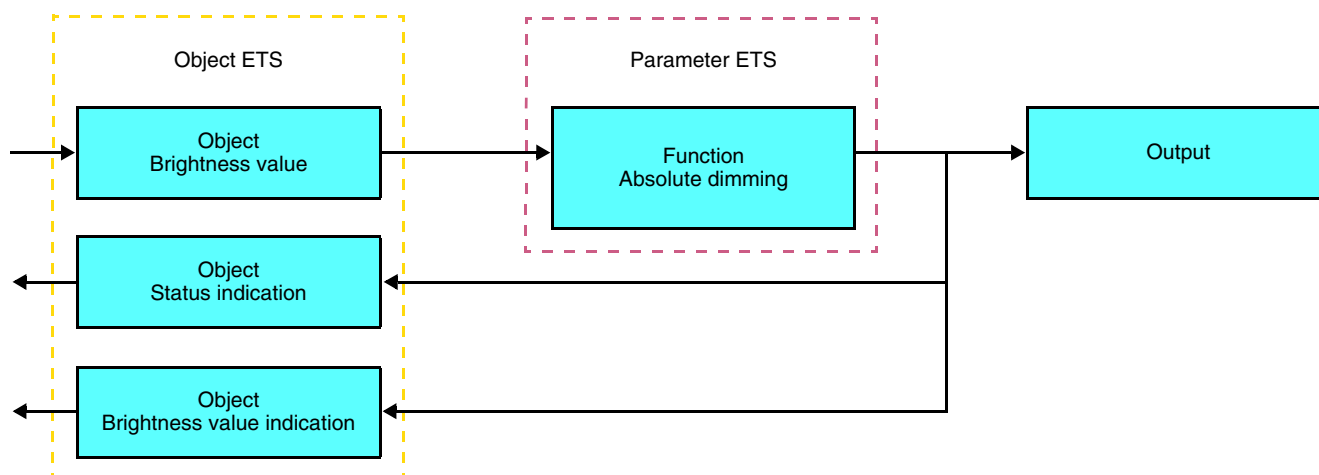 Object ETS
Parameter ETS
Object
Brightness value
Function
Absolute dimming
Output
Object
Status indication
Object
Brightness value indication